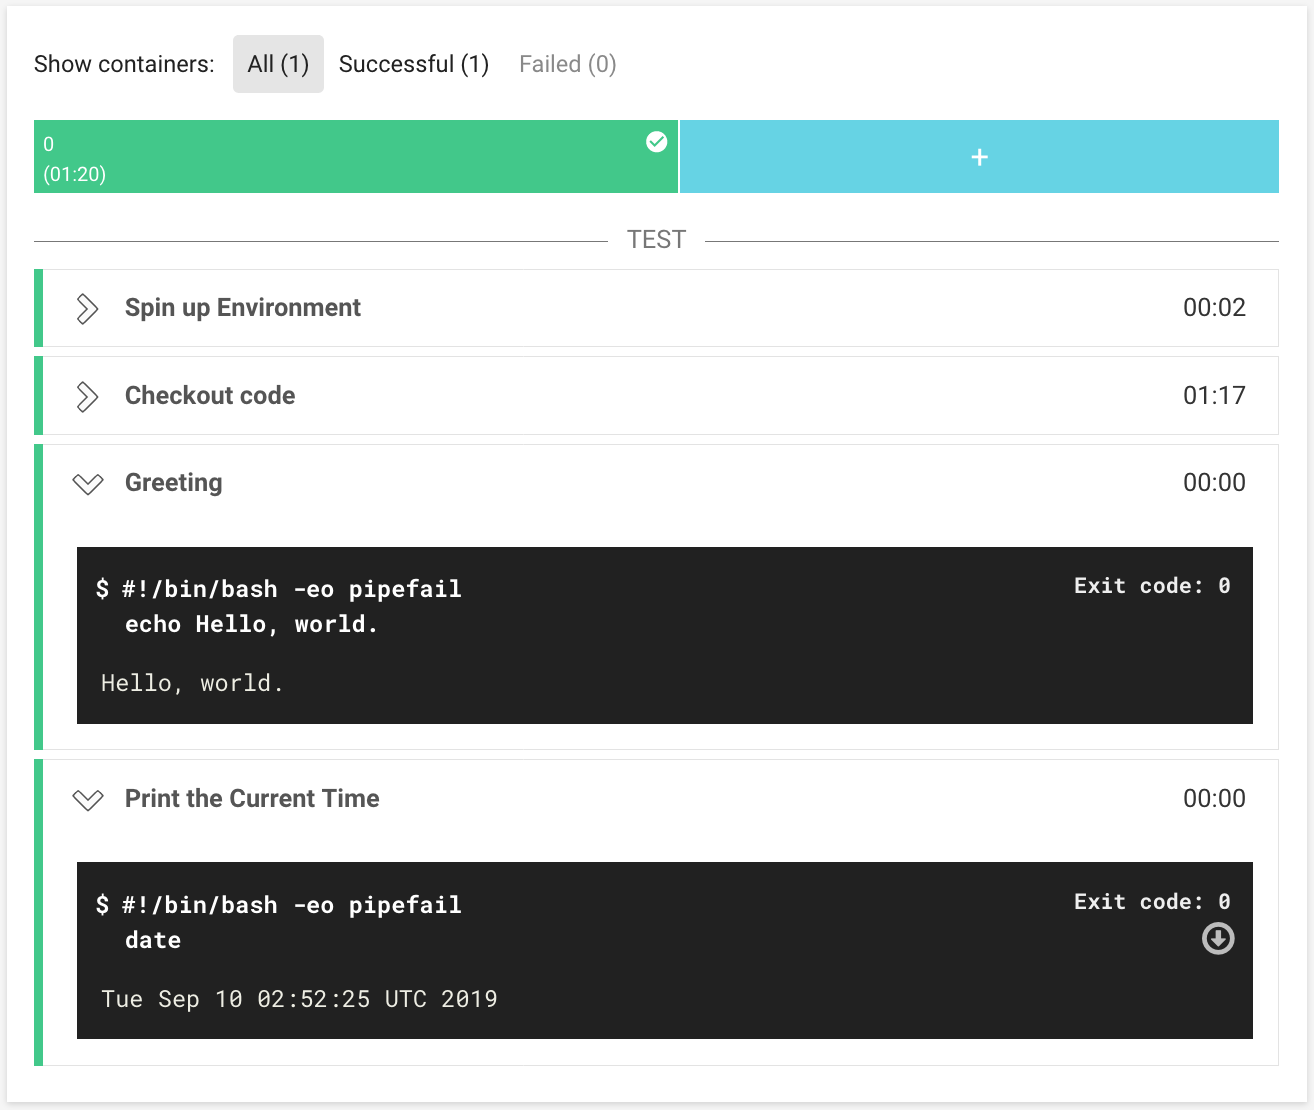 Show containers: All (1) Successful (1) Failed (0)
0
(01:20)
+
TEST
Spin up Environment 00:02
Checkout code 01:17
Greeting 00:00
$ #!/bin/bash -eo pipefail Exit code: 0
echo Hello, world.
Hello, world.
Print the Current Time 00:00
$ #!/bin/bash -eo pipefail Exit code: 0
date
Tue Sep 10 02:52:25 UTC 2019